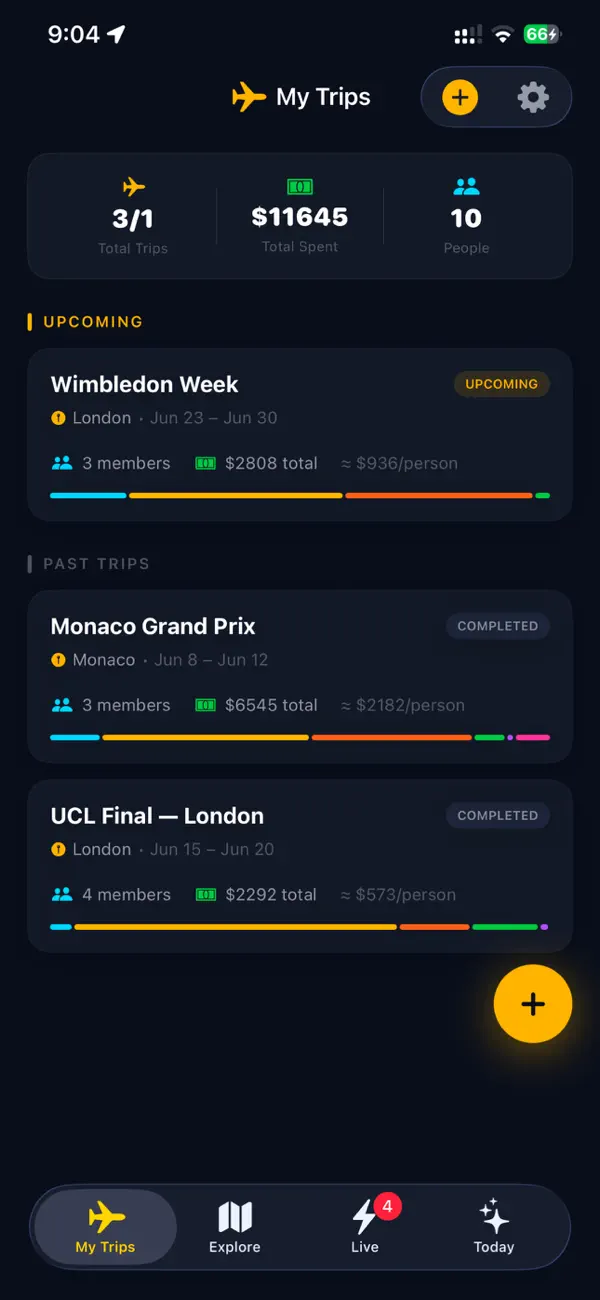 9:04
66
My Trips
3/1
Total Trips
$11645
Total Spent
10
People
UPCOMING
Wimbledon Week
UPCOMING
London · Jun 23 – Jun 30
3 members $2808 total ≈ $936/person
PAST TRIPS
Monaco Grand Prix
COMPLETED
Monaco · Jun 8 – Jun 12
3 members $6545 total ≈ $2182/person
UCL Final — London
COMPLETED
London · Jun 15 – Jun 20
4 members $2292 total ≈ $573/person
My Trips
Explore
4
Live
Today